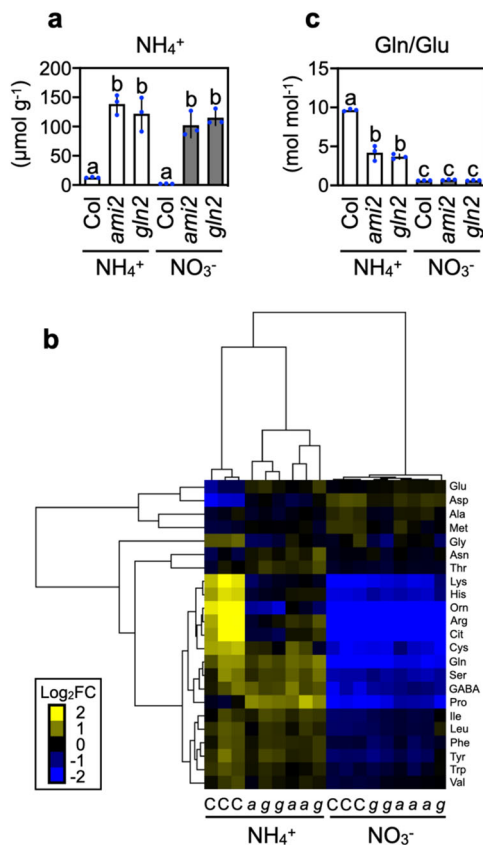 a
NH₄⁺
(μmol g⁻¹)
200
150
100
50
0
a
b
b
a
b
b
Col
ami2
gln2
Col
ami2
gln2
NH₄⁺
NO₃⁻
c
Gln/Glu
(mol mol⁻¹)
15
10
5
0
a
b
b
c
c
c
Col
ami2
gln2
Col
ami2
gln2
NH₄⁺
NO₃⁻
b
Glu
Asp
Ala
Met
Gly
Asn
Thr
Lys
His
Orn
Arg
Cit
Cys
Gln
Ser
GABA
Pro
Ile
Leu
Phe
Tyr
Trp
Val
Log₂FC
2
1
0
-1
-2
C C C a g g a a g
C C C g g a a a g
NH₄⁺
NO₃⁻